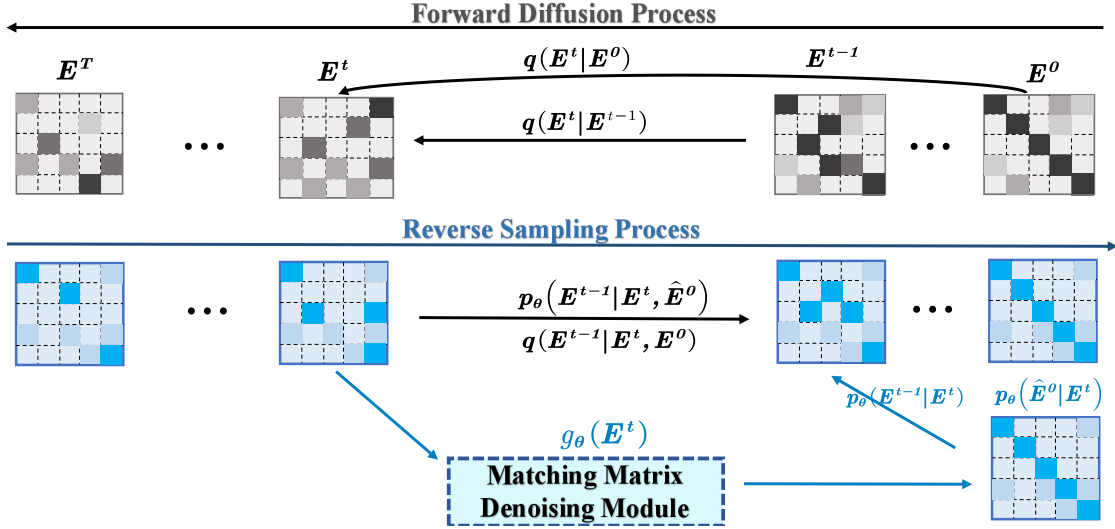 Forward Diffusion Process
E^T
E^t
q(E^t|E^0)
E^{t-1}
E^0
q(E^t|E^{t-1})
Reverse Sampling Process
p_θ(E^{t-1}|E^t, Ê^0)
q(E^{t-1}|E^t, E^0)
p_θ(E^{t-1}|E^t)
p_θ(Ê^0|E^t)
g_θ(E^t)
Matching Matrix
Denoising Module